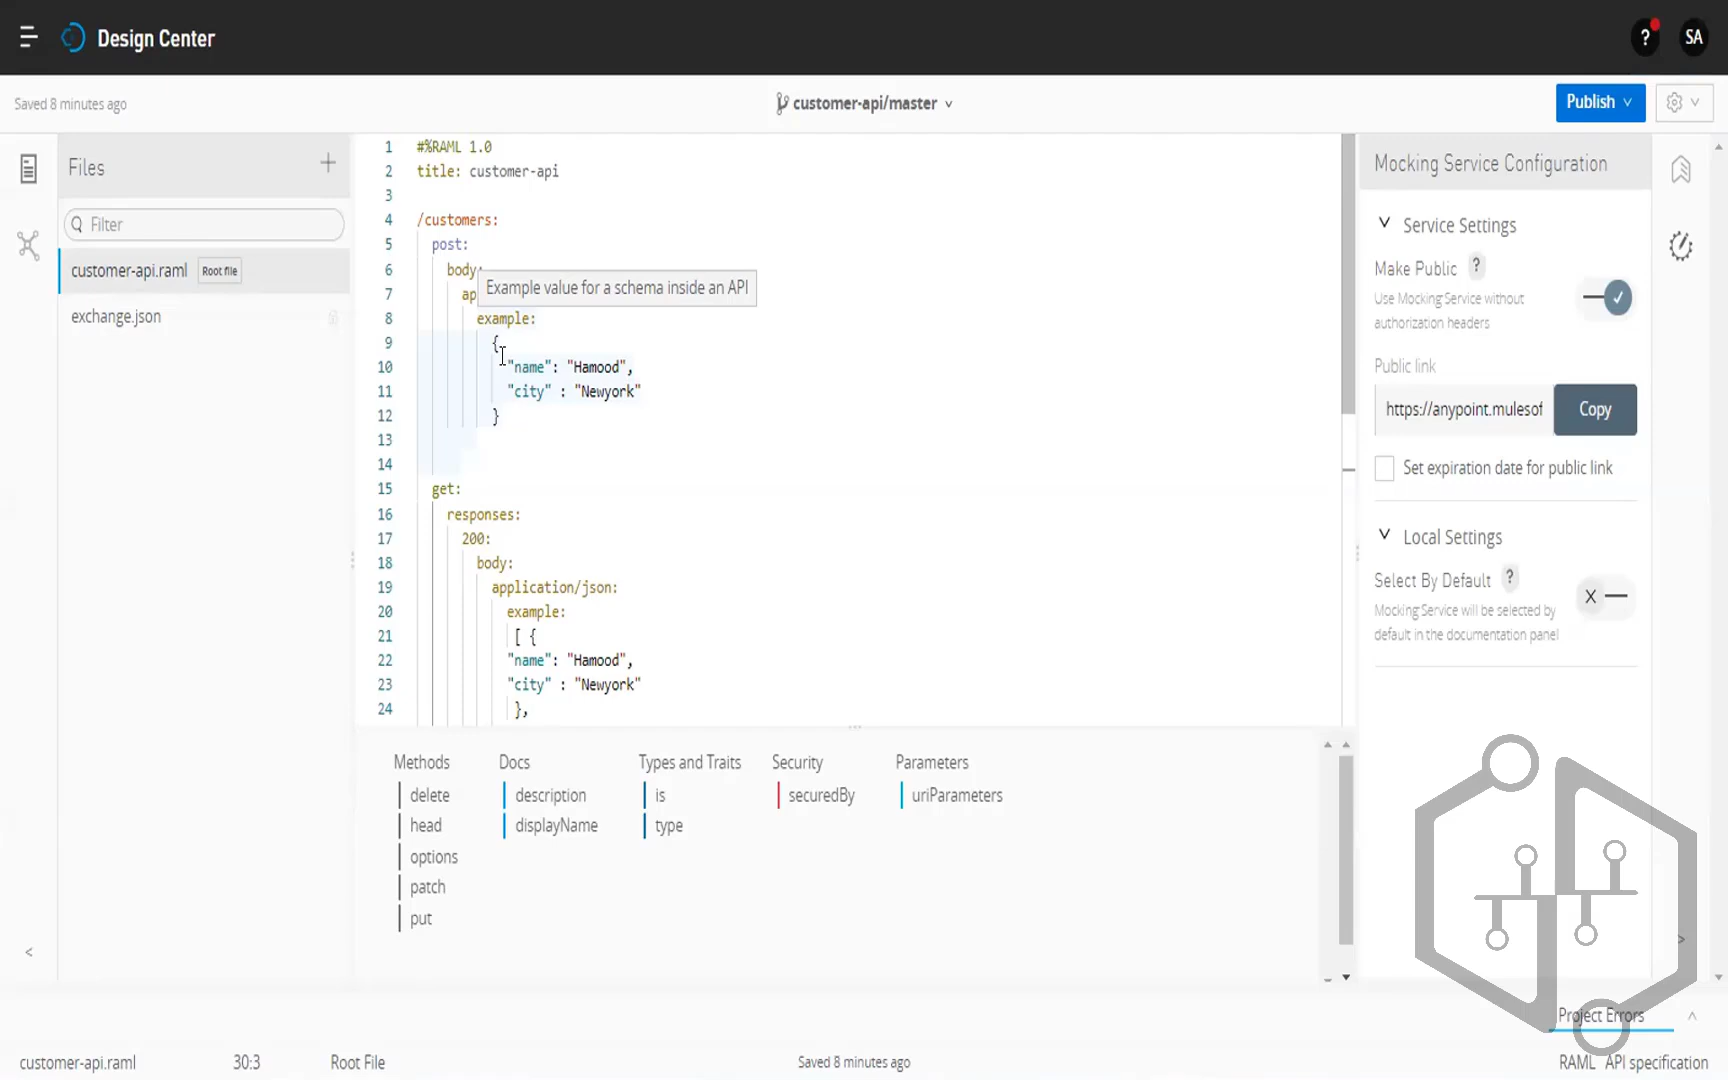 Design Center
?
SA
Saved 8 minutes ago
customer-api/master
Publish
Files
+
Filter
customer-api.raml Root file
exchange.json
1 #%RAML 1.0
2 title: customer-api
3
4 /customers:
5 post:
6 body:
7 ap
Example value for a schema inside an API
8 example:
9 {
10 "name": "Hamood",
11 "city" : "Newyork"
12 }
13
14
15 get:
16 responses:
17 200:
18 body:
19 application/json:
20 example:
21 [ {
22 "name": "Hamood",
23 "city" : "Newyork"
24 },
Methods
delete
head
options
patch
put
Docs
description
displayName
Types and Traits
is
type
Security
securedBy
Parameters
uriParameters
Mocking Service Configuration
Service Settings
Make Public ?
Use Mocking Service without
authorization headers
Public link
https://anypoint.mulesof
Copy
Set expiration date for public link
Local Settings
Select By Default ?
Mocking Service will be selected by
default in the documentation panel
Project Errors
customer-api.raml 30:3 Root File
Saved 8 minutes ago
RAML API specification